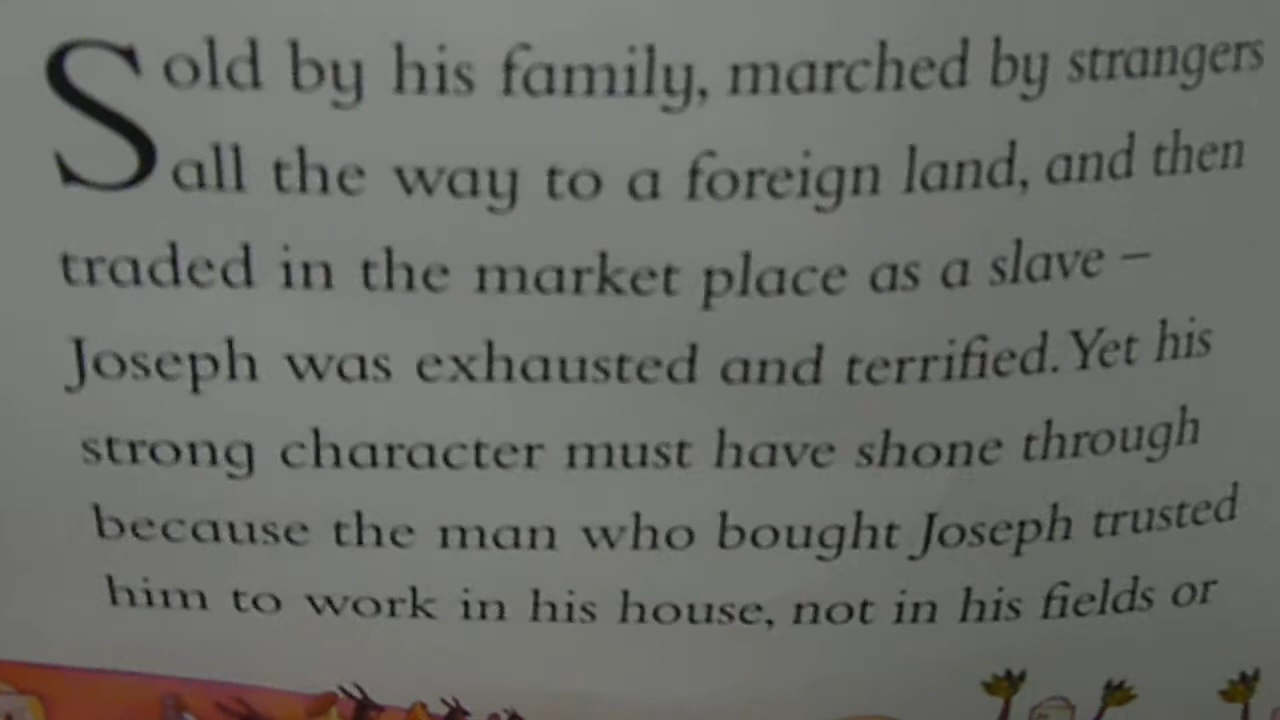 Sold by his family, marched by strangers
all the way to a foreign land, and then
traded in the market place as a slave –
Joseph was exhausted and terrified. Yet his
strong character must have shone through
because the man who bought Joseph trusted
him to work in his house, not in his fields or